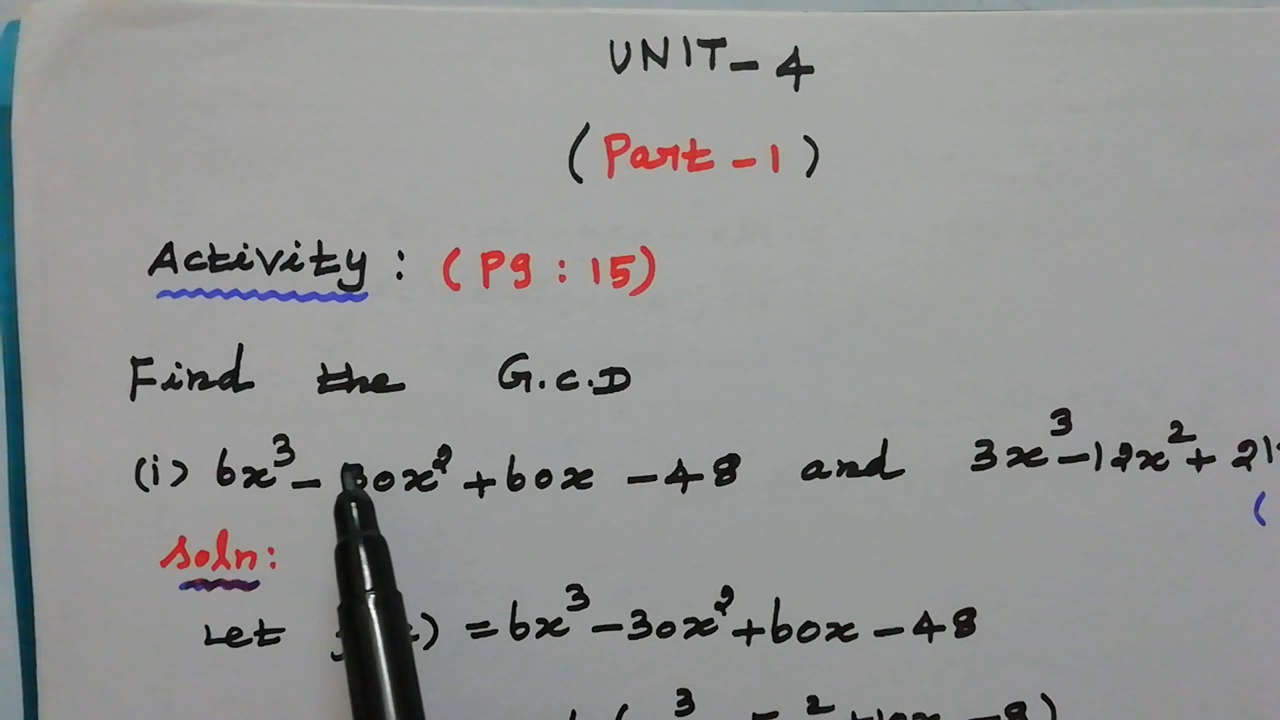 UNIT-4
(Part-1)
Activity: (Pg: 15)
Find the G.C.D
(i) 6x³-30x²+60x-48 and 3x³-12x²+21
Soln:
Let =6x³-30x²+60x-48